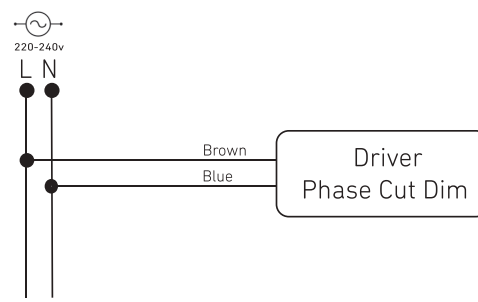 220-240v
L N
Brown
Blue
Driver
Phase Cut Dim